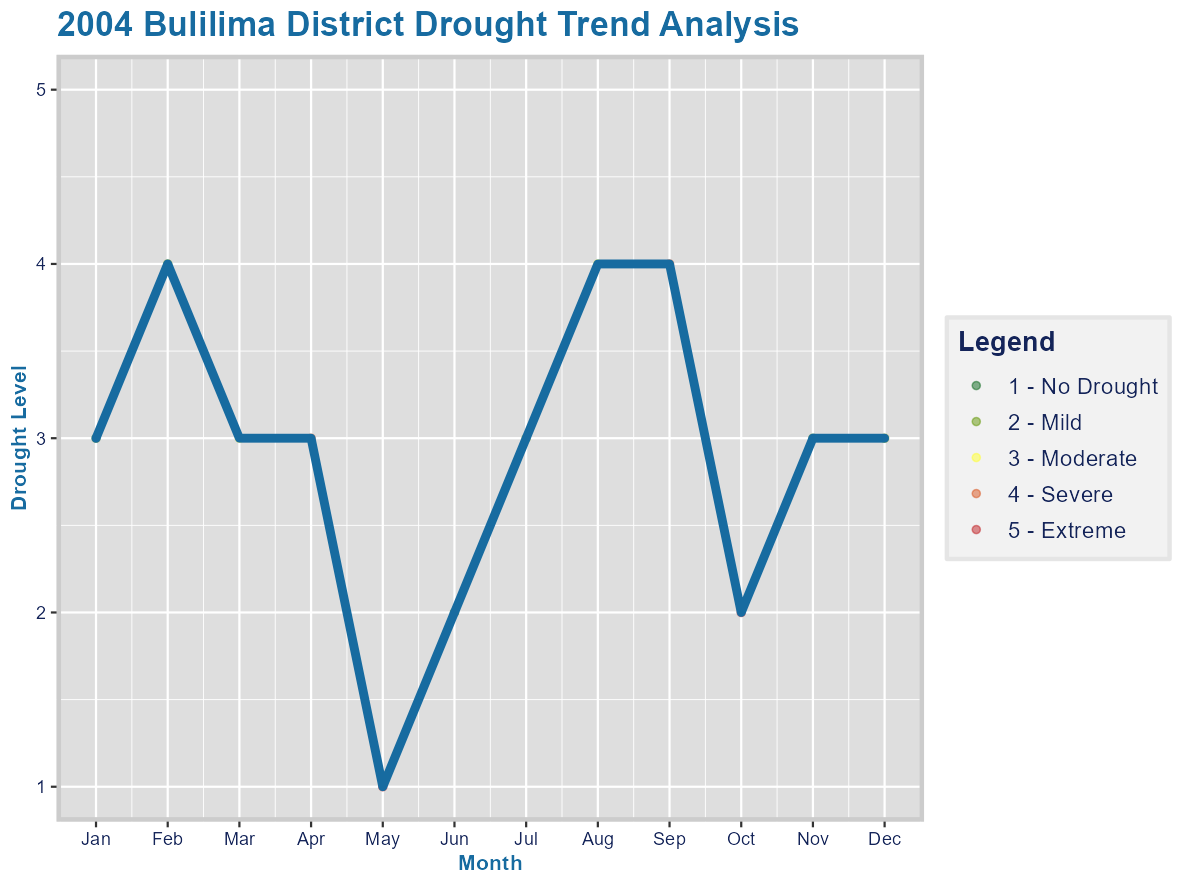 2004 Bulilima District Drought Trend Analysis
5
4
3
2
1
Drought Level
Jan Feb Mar Apr May Jun Jul Aug Sep Oct Nov Dec
Month
Legend
1 - No Drought
2 - Mild
3 - Moderate
4 - Severe
5 - Extreme